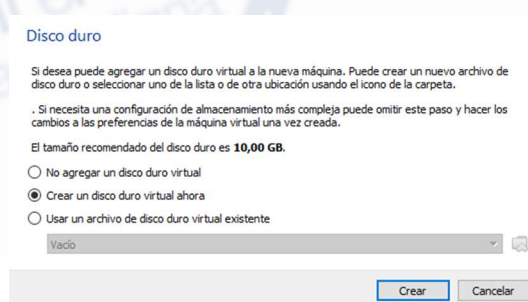 Disco duro
Si desea puede agregar un disco duro virtual a la nueva máquina. Puede crear un nuevo archivo de
disco duro o seleccionar uno de la lista o de otra ubicación usando el icono de la carpeta.
. Si necesita una configuración de almacenamiento más compleja puede omitir este paso y hacer los
cambios a las preferencias de la máquina virtual una vez creada.
El tamaño recomendado del disco duro es 10,00 GB.
No agregar un disco duro virtual
Crear un disco duro virtual ahora
Usar un archivo de disco duro virtual existente
Vacío
Crear Cancelar